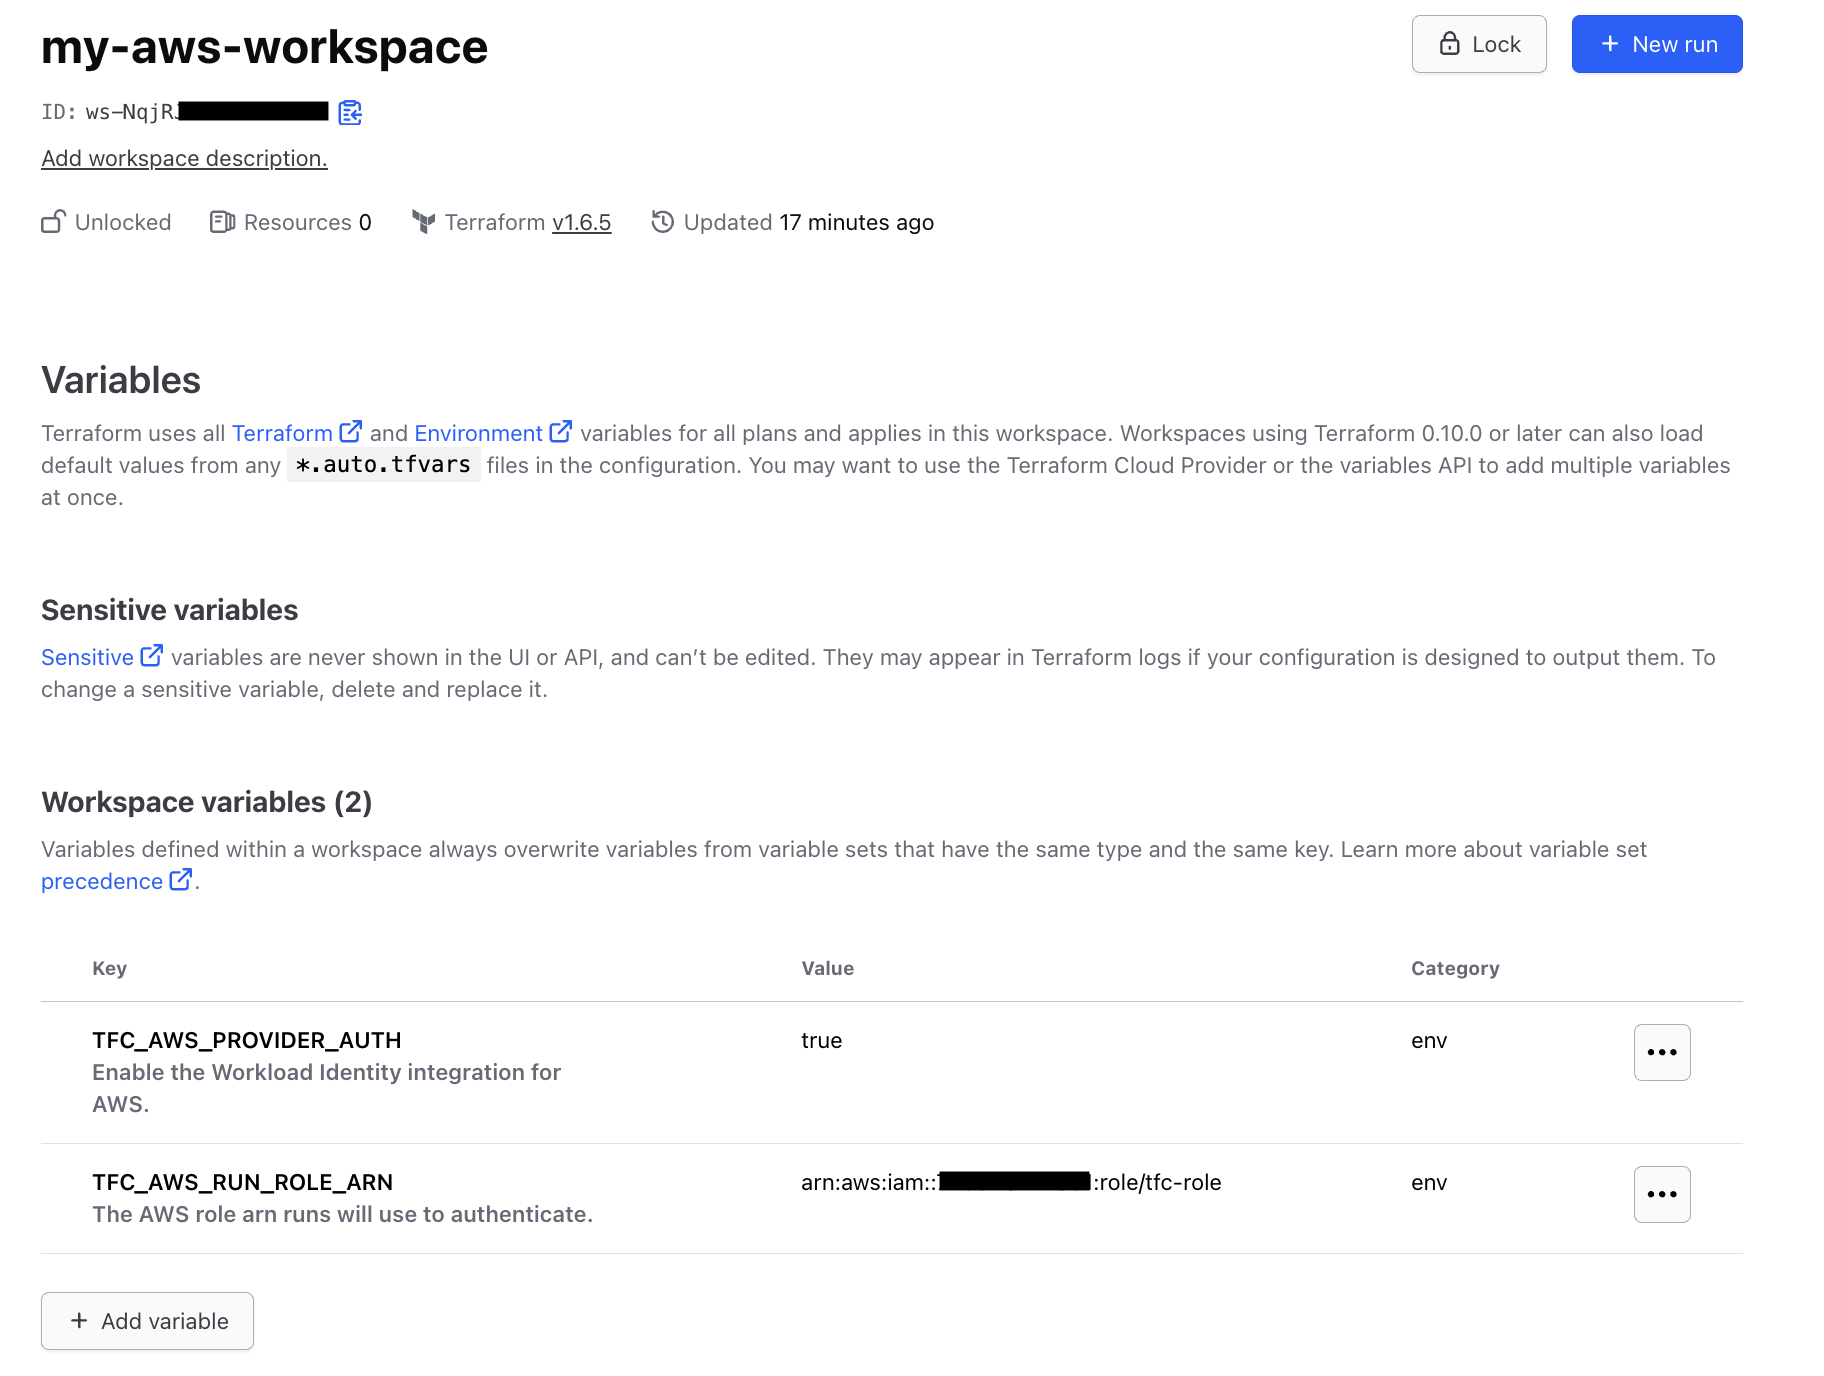 my-aws-workspace
Lock
+ New run
ID: ws-NqjR
Add workspace description.
Unlocked
Resources 0
Terraform v1.6.5
Updated 17 minutes ago
Variables
Terraform uses all Terraform and Environment variables for all plans and applies in this workspace. Workspaces using Terraform 0.10.0 or later can also load
default values from any *.auto.tfvars files in the configuration. You may want to use the Terraform Cloud Provider or the variables API to add multiple variables
at once.
Sensitive variables
Sensitive variables are never shown in the UI or API, and can’t be edited. They may appear in Terraform logs if your configuration is designed to output them. To
change a sensitive variable, delete and replace it.
Workspace variables (2)
Variables defined within a workspace always overwrite variables from variable sets that have the same type and the same key. Learn more about variable set
precedence .
Key Value Category
TFC_AWS_PROVIDER_AUTH true env
Enable the Workload Identity integration for
AWS.
TFC_AWS_RUN_ROLE_ARN arn:aws:iam:: :role/tfc-role env
The AWS role arn runs will use to authenticate.
+ Add variable